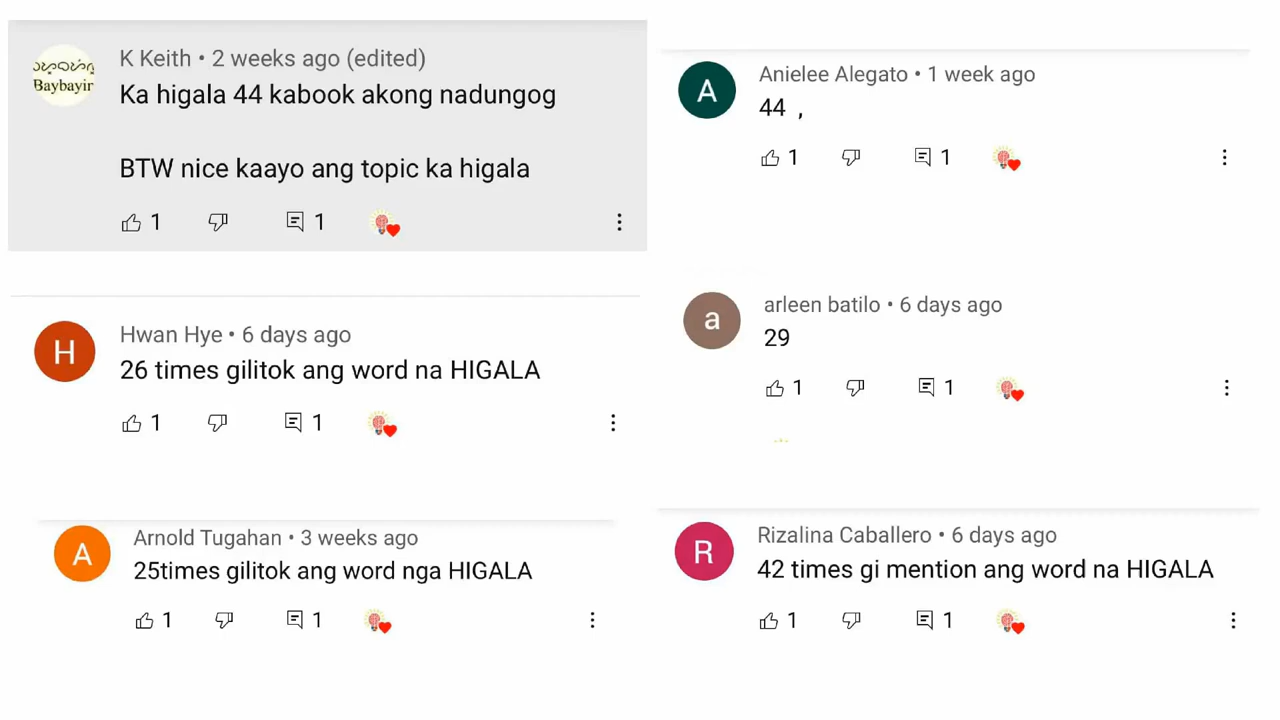 Baybayin
K Keith • 2 weeks ago (edited)
Ka higala 44 kabook akong nadungog
BTW nice kaayo ang topic ka higala
1 1
Hwan Hye • 6 days ago
H
26 times gilitok ang word na HIGALA
1 1
Arnold Tugahan • 3 weeks ago
A
25times gilitok ang word nga HIGALA
1 1
Anielee Alegato • 1 week ago
A
44 ,
1 1
arleen batilo • 6 days ago
a
29
1 1
Rizalina Caballero • 6 days ago
R
42 times gi mention ang word na HIGALA
1 1